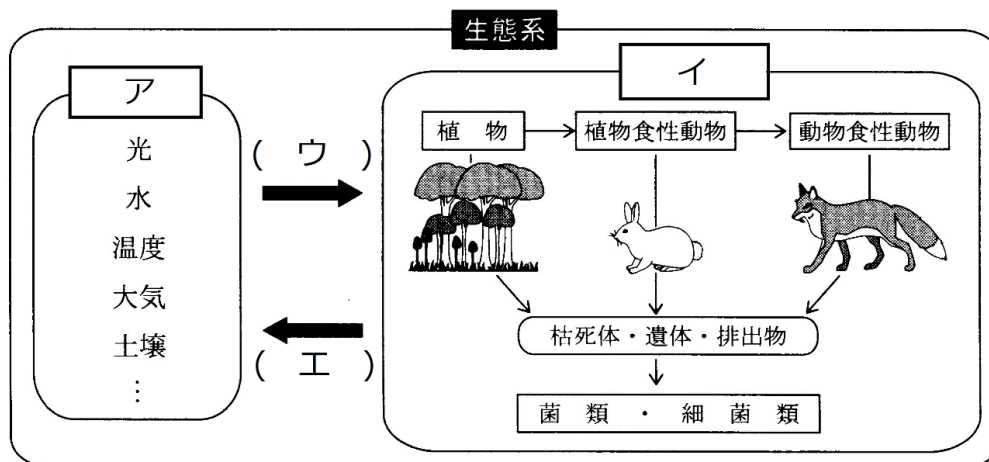 生態系
ア
光
水
温度
大気
土壌
⋮
( ウ )
( エ )
イ
植物
植物食性動物
動物食性動物
枯死体・遺体・排出物
菌類・細菌類